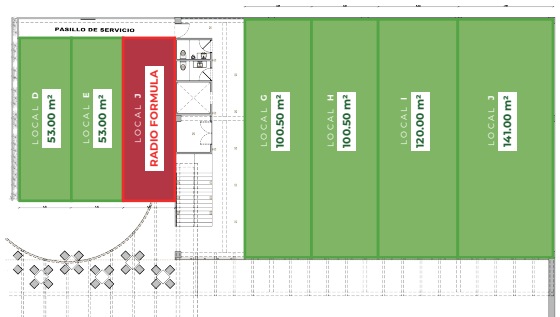 PASILLO DE SERVICIO
LOCAL D
53.00 m²
LOCAL E
53.00 m²
LOCAL J
RADIO FORMULA
LOCAL G
100.50 m²
LOCAL H
100.50 m²
LOCAL I
120.00 m²
LOCAL J
141.00 m²